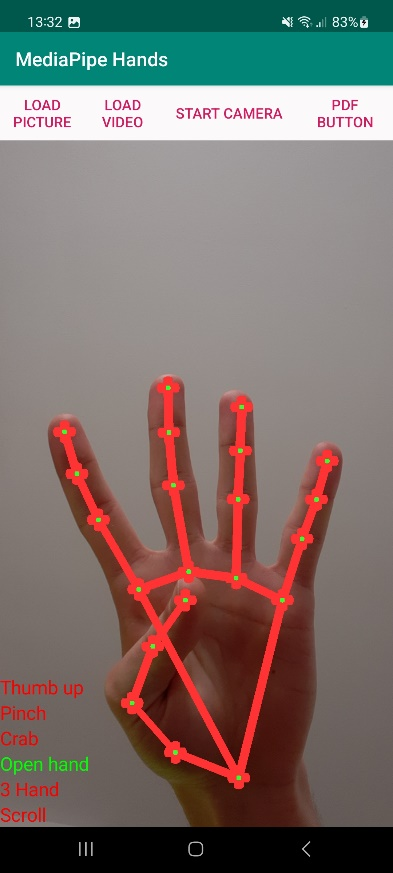 13:32 83%
MediaPipe Hands
LOAD PICTURE
LOAD VIDEO
START CAMERA
PDF BUTTON
Thumb up
Pinch
Crab
Open hand
3 Hand
Scroll